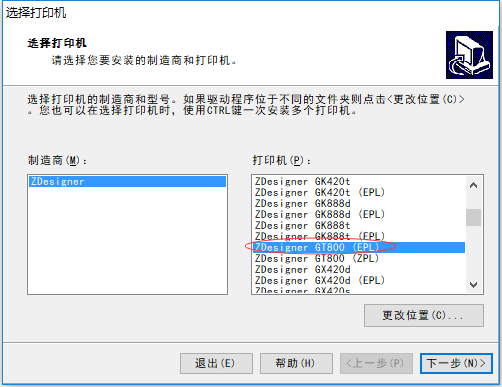 选择打印机
选择打印机
请选择您要安装的制造商和打印机。
选择打印机的制造商和型号。如果驱动程序位于不同的文件夹则点击<更改位置(C)>
。您也可以在选择打印机时，使用CTRL键一次安装多个打印机。
制造商(M)：
打印机(P)：
ZDesigner
ZDesigner GK420t
ZDesigner GK420t (EPL)
ZDesigner GK888d
ZDesigner GK888d (EPL)
ZDesigner GK888t
ZDesigner GK888t (EPL)
ZDesigner GT800 (EPL)
ZDesigner GT800 (ZPL)
ZDesigner GX420d
ZDesigner GX420d (EPL)
ZDesigner GX420s
更改位置(C)...
退出(E)
帮助(H)
<上一步(P)
下一步(N)>